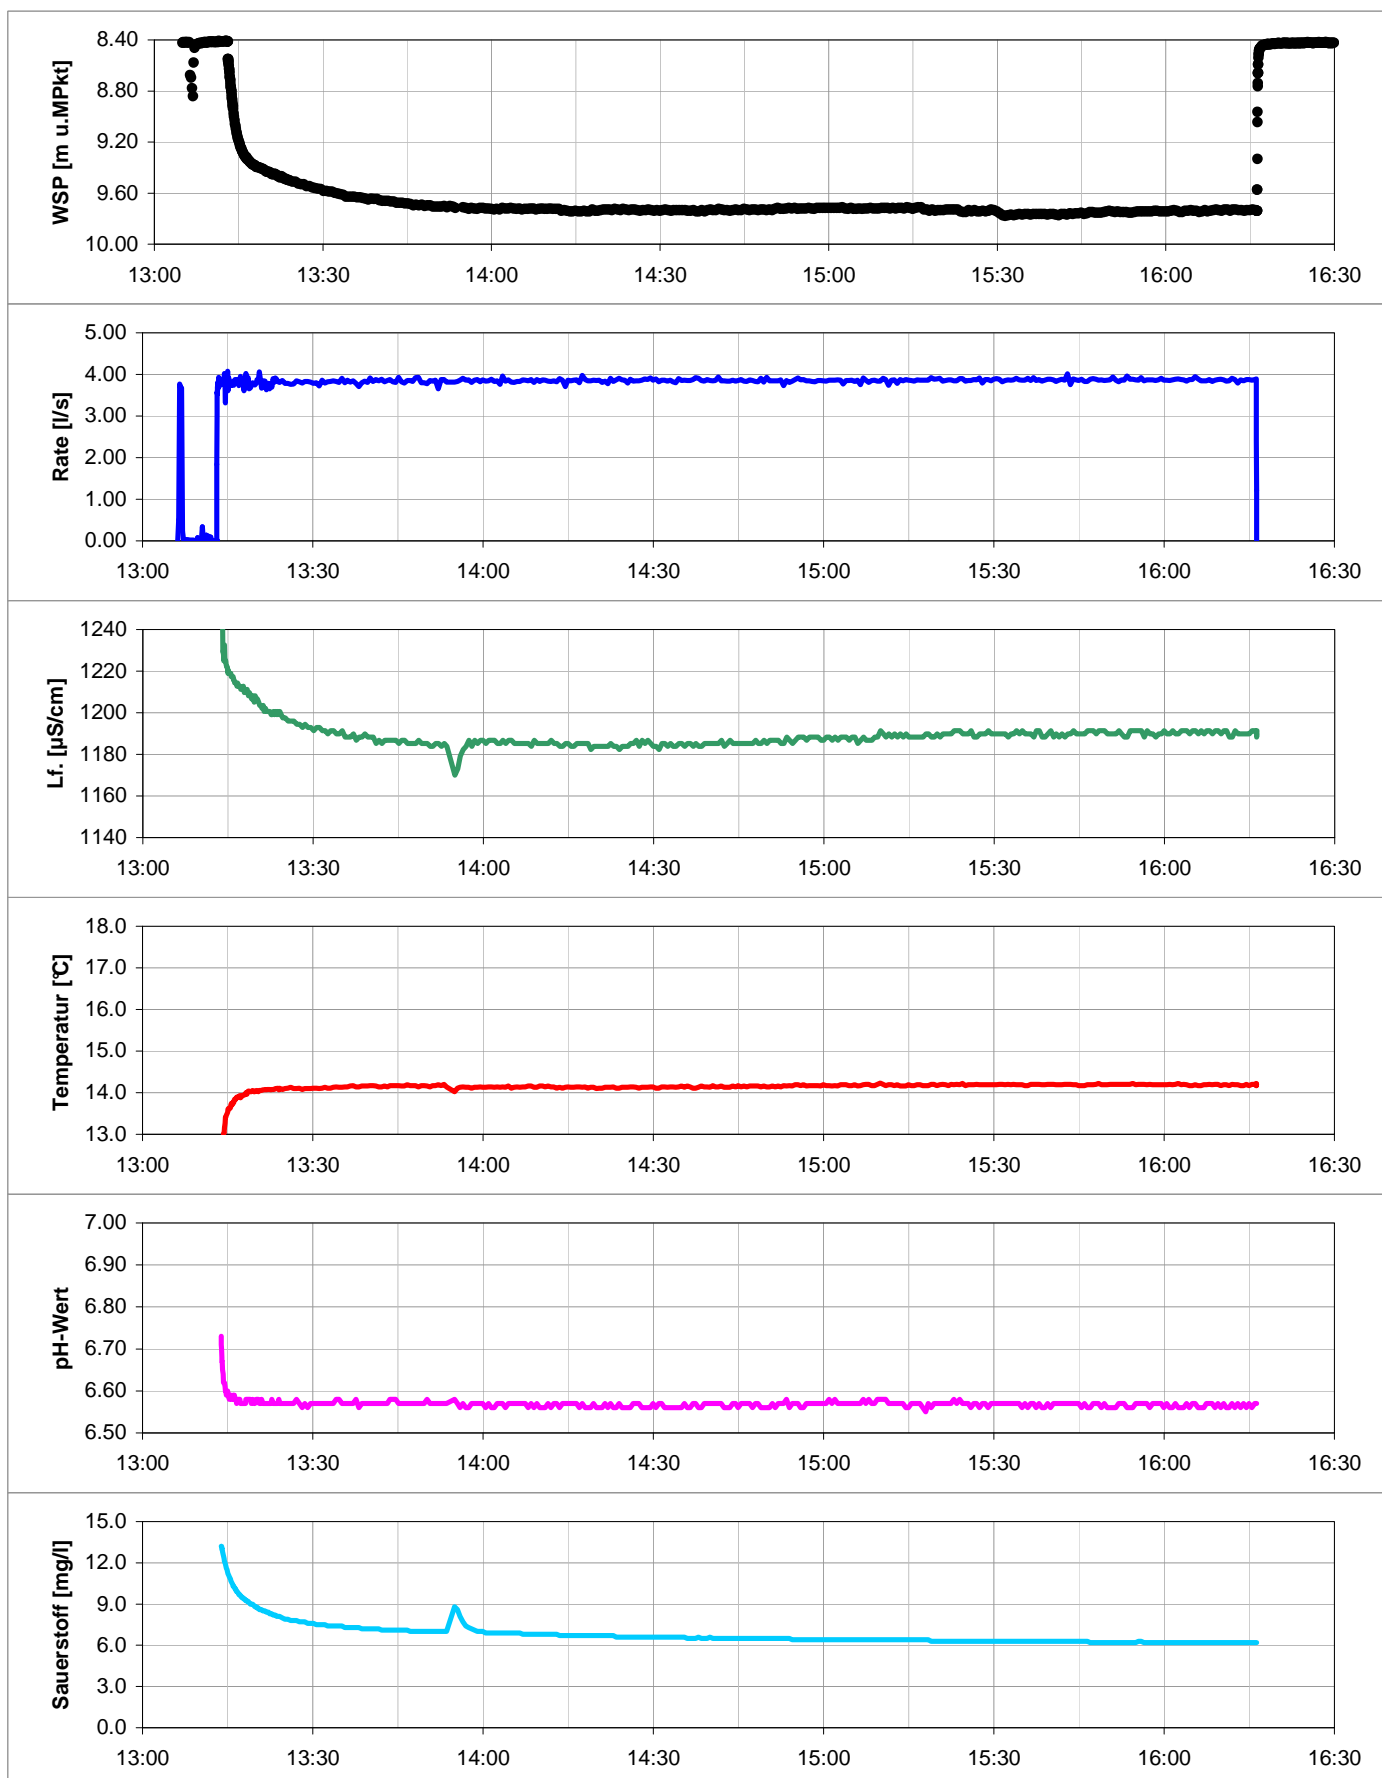 WSP [m u.MPkt]
8.40
8.80
9.20
9.60
10.00
13:00 13:30 14:00 14:30 15:00 15:30 16:00 16:30
Rate [l/s]
5.00
4.00
3.00
2.00
1.00
0.00
13:00 13:30 14:00 14:30 15:00 15:30 16:00 16:30
Lf. [µS/cm]
1240
1220
1200
1180
1160
1140
13:00 13:30 14:00 14:30 15:00 15:30 16:00 16:30
Temperatur [°C]
18.0
17.0
16.0
15.0
14.0
13.0
13:00 13:30 14:00 14:30 15:00 15:30 16:00 16:30
pH-Wert
7.00
6.90
6.80
6.70
6.60
6.50
13:00 13:30 14:00 14:30 15:00 15:30 16:00 16:30
Sauerstoff [mg/l]
15.0
12.0
9.0
6.0
3.0
0.0
13:00 13:30 14:00 14:30 15:00 15:30 16:00 16:30